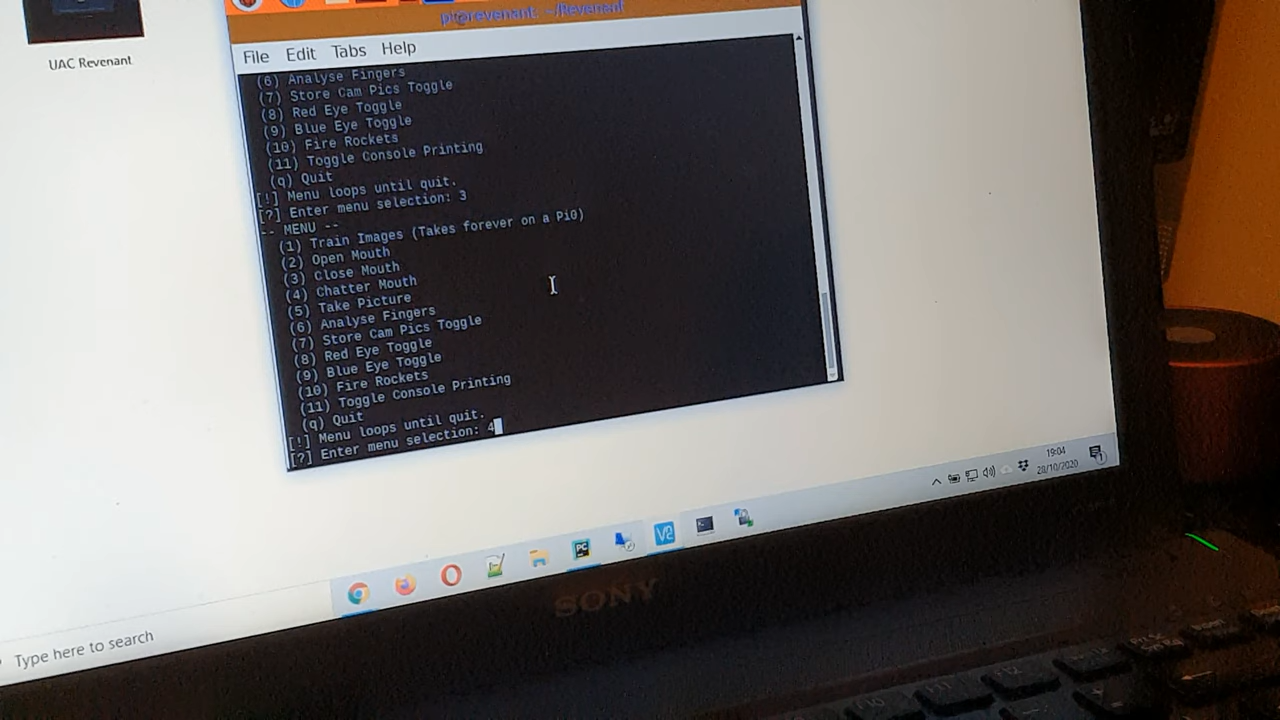 pi@revenant: ~/Revenant
UAC Revenant
File Edit Tabs Help
(6) Analyse Fingers
(7) Store Cam Pics Toggle
(8) Red Eye Toggle
(9) Blue Eye Toggle
(10) Fire Rockets
(11) Toggle Console Printing
(q) Quit
[!] Menu loops until quit.
[?] Enter menu selection: 3
-- MENU --
(1) Train Images (Takes forever on a Pi0)
(2) Open Mouth
(3) Close Mouth
(4) Chatter Mouth
(5) Take Picture
(6) Analyse Fingers
(7) Store Cam Pics Toggle
(8) Red Eye Toggle
(9) Blue Eye Toggle
(10) Fire Rockets
(11) Toggle Console Printing
(q) Quit
[!] Menu loops until quit.
[?] Enter menu selection: 4
19:04
28/10/2020
1
PC
V2
SONY
Type here to search